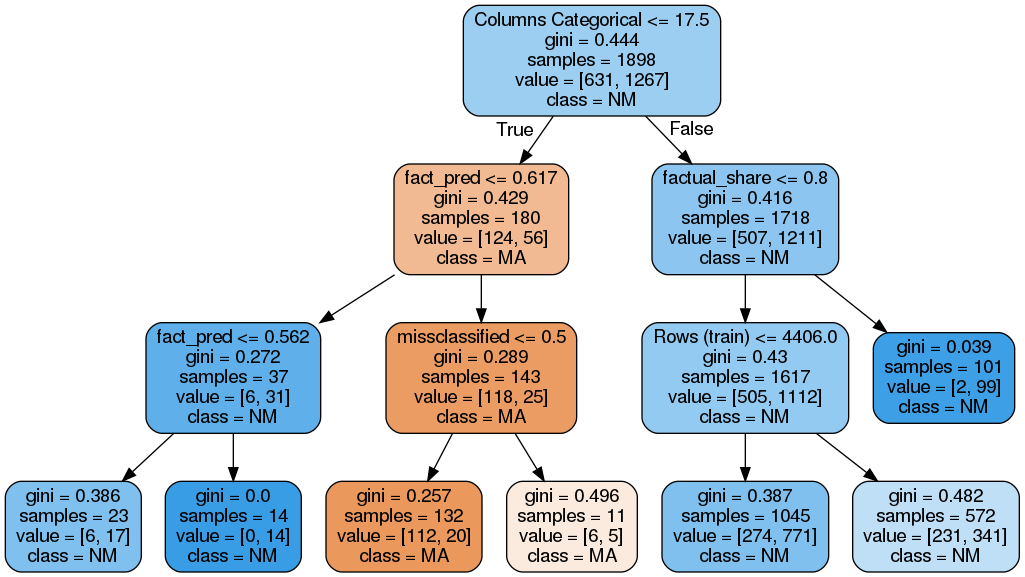 Columns Categorical <= 17.5
gini = 0.444
samples = 1898
value = [631, 1267]
class = NM
True
False
fact_pred <= 0.617
gini = 0.429
samples = 180
value = [124, 56]
class = MA
factual_share <= 0.8
gini = 0.416
samples = 1718
value = [507, 1211]
class = NM
fact_pred <= 0.562
gini = 0.272
samples = 37
value = [6, 31]
class = NM
missclassified <= 0.5
gini = 0.289
samples = 143
value = [118, 25]
class = MA
Rows (train) <= 4406.0
gini = 0.43
samples = 1617
value = [505, 1112]
class = NM
gini = 0.039
samples = 101
value = [2, 99]
class = NM
gini = 0.386
samples = 23
value = [6, 17]
class = NM
gini = 0.0
samples = 14
value = [0, 14]
class = NM
gini = 0.257
samples = 132
value = [112, 20]
class = MA
gini = 0.496
samples = 11
value = [6, 5]
class = MA
gini = 0.387
samples = 1045
value = [274, 771]
class = NM
gini = 0.482
samples = 572
value = [231, 341]
class = NM